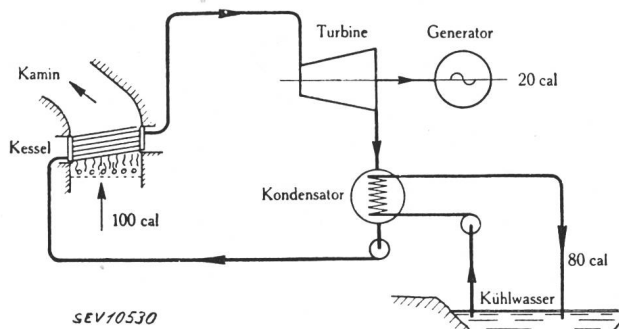 Turbine
Generator
Kamin
20 cal
Kessel
Kondensator
100 cal
80 cal
Kühlwasser
SEV10530